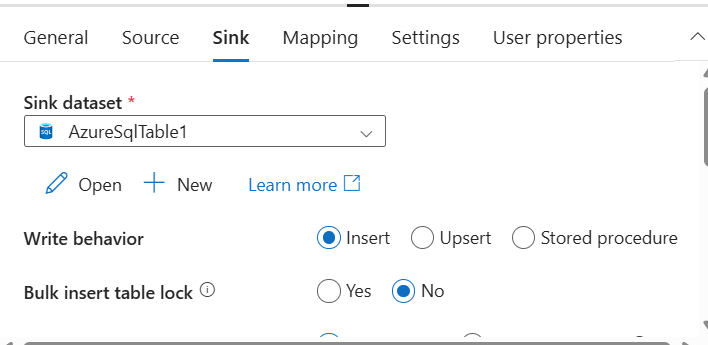 General Source Sink Mapping Settings User properties
Sink dataset *
SQL AzureSqlTable1
Open New Learn more
Write behavior Insert Upsert Stored procedure
Bulk insert table lock Yes No